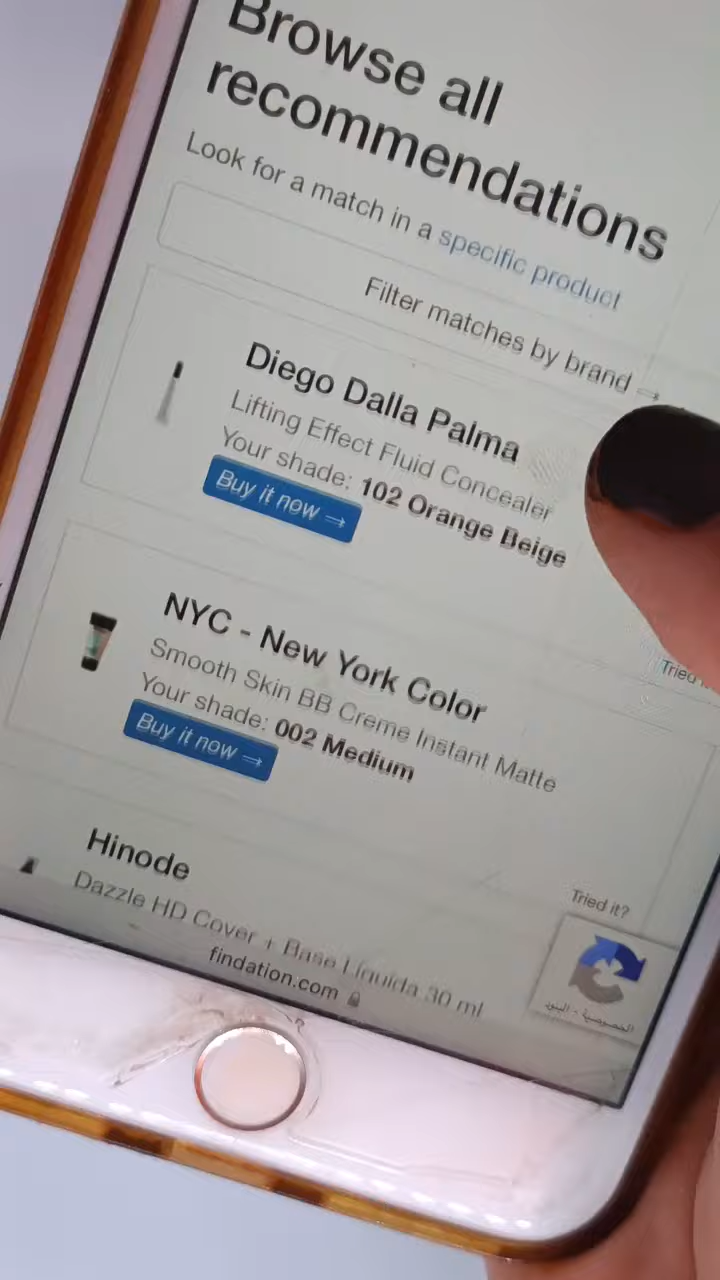 Browse all
recommendations
Look for a match in a specific product
Filter matches by brand →
Diego Dalla Palma
Lifting Effect Fluid Concealer
Your shade: 102 Orange Beige
Buy it now →
Tried
NYC - New York Color
Smooth Skin BB Creme Instant Matte
Your shade: 002 Medium
Buy it now →
Tried it?
Hinode
Dazzle HD Cover + Base Líquida 30 ml
findation.com
الخصوصية - البنود